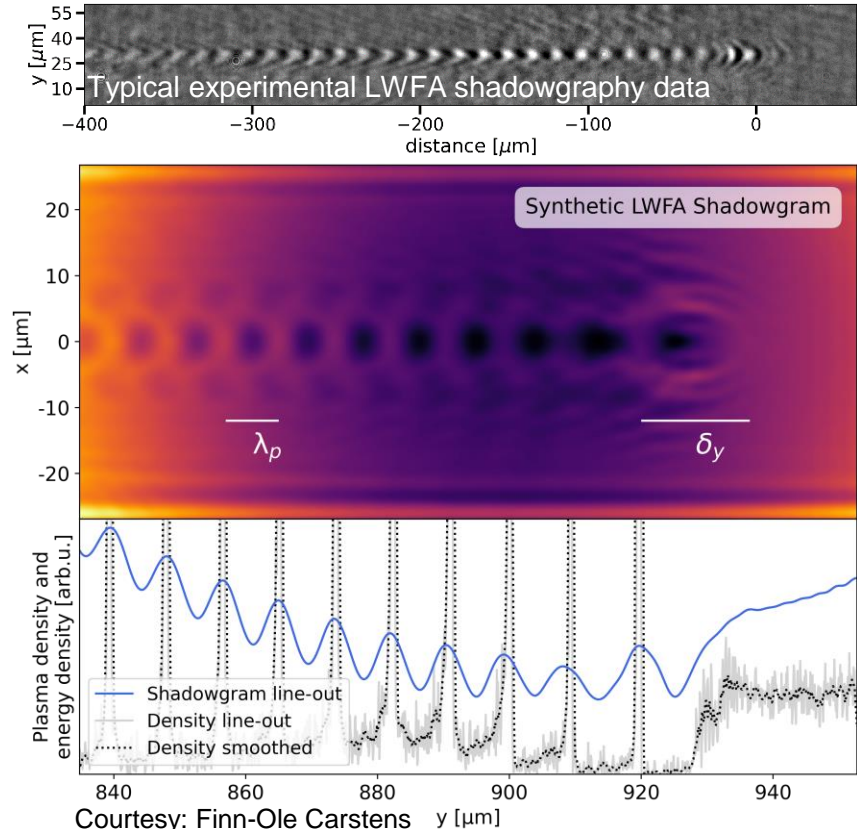 55
40
25
10
y [μm]
Typical experimental LWFA shadowgraphy data
−400 −300 −200 −100 0
distance [μm]
20
10
0
-10
-20
x [μm]
Synthetic LWFA Shadowgram
λp
δy
Plasma density and
energy density [arb.u.]
Shadowgram line-out
Density line-out
Density smoothed
840 860 880 900 920 940
Courtesy: Finn-Ole Carstens y [μm]